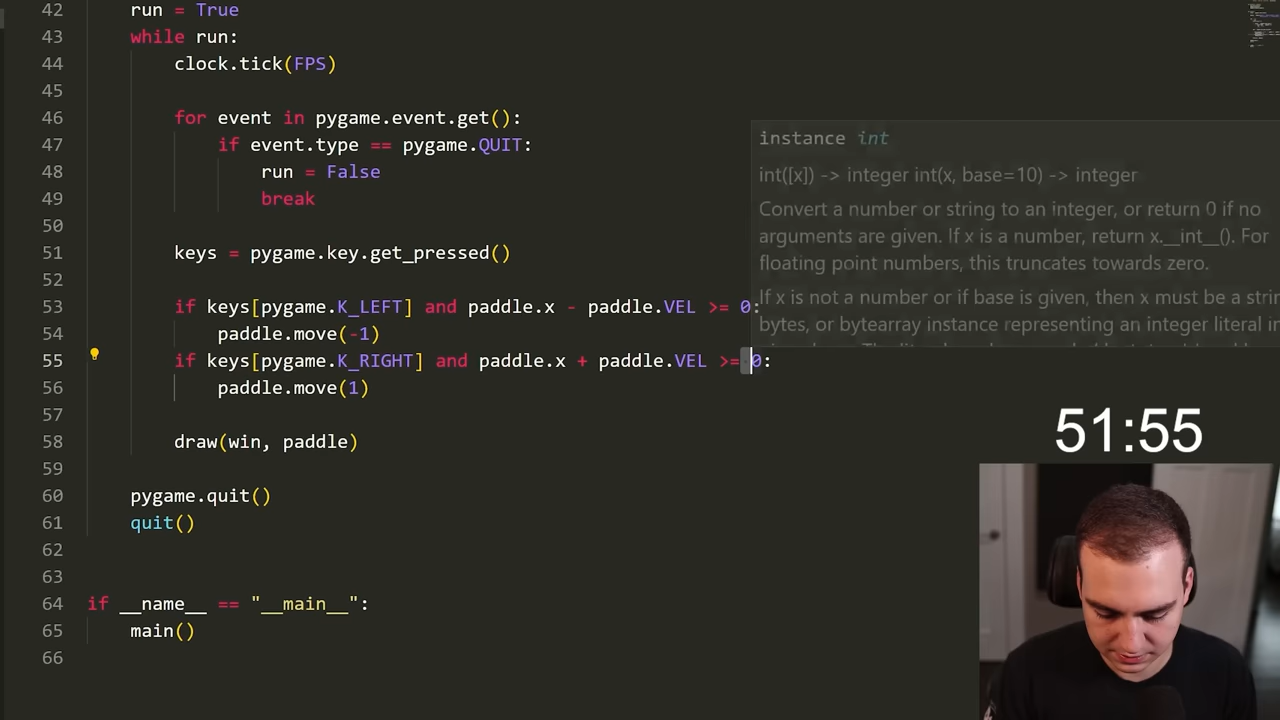 42 run = True
43 while run:
44 clock.tick(FPS)
45
46 for event in pygame.event.get():
47 if event.type == pygame.QUIT:
48 run = False
49 break
50
51 keys = pygame.key.get_pressed()
52
53 if keys[pygame.K_LEFT] and paddle.x - paddle.VEL >= 0:
54 paddle.move(-1)
55 if keys[pygame.K_RIGHT] and paddle.x + paddle.VEL >= 0:
56 paddle.move(1)
57
58 draw(win, paddle)
59
60 pygame.quit()
61 quit()
62
63
64 if __name__ == "__main__":
65 main()
66
instance int
int([x]) -> integer int(x, base=10) -> integer
Convert a number or string to an integer, or return 0 if no
arguments are given. If x is a number, return x.__int__(). For
floating point numbers, this truncates towards zero.
If x is not a number or if base is given, then x must be a
bytes, or bytearray instance representing an integer literal
51:55